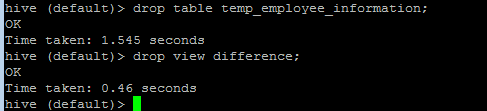 hive (default)> drop table temp_employee_information;
OK
Time taken: 1.545 seconds
hive (default)> drop view difference;
OK
Time taken: 0.46 seconds
hive (default)>